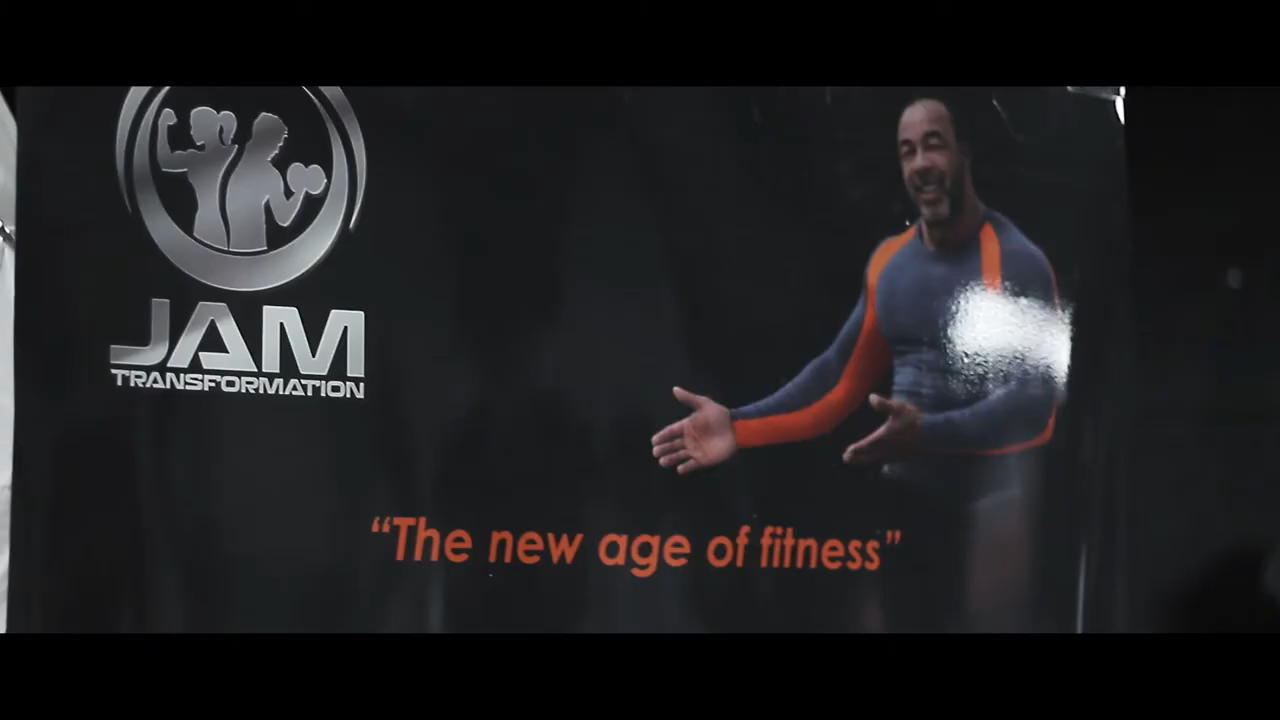 JAM
TRANSFORMATION
“The new age of fitness”